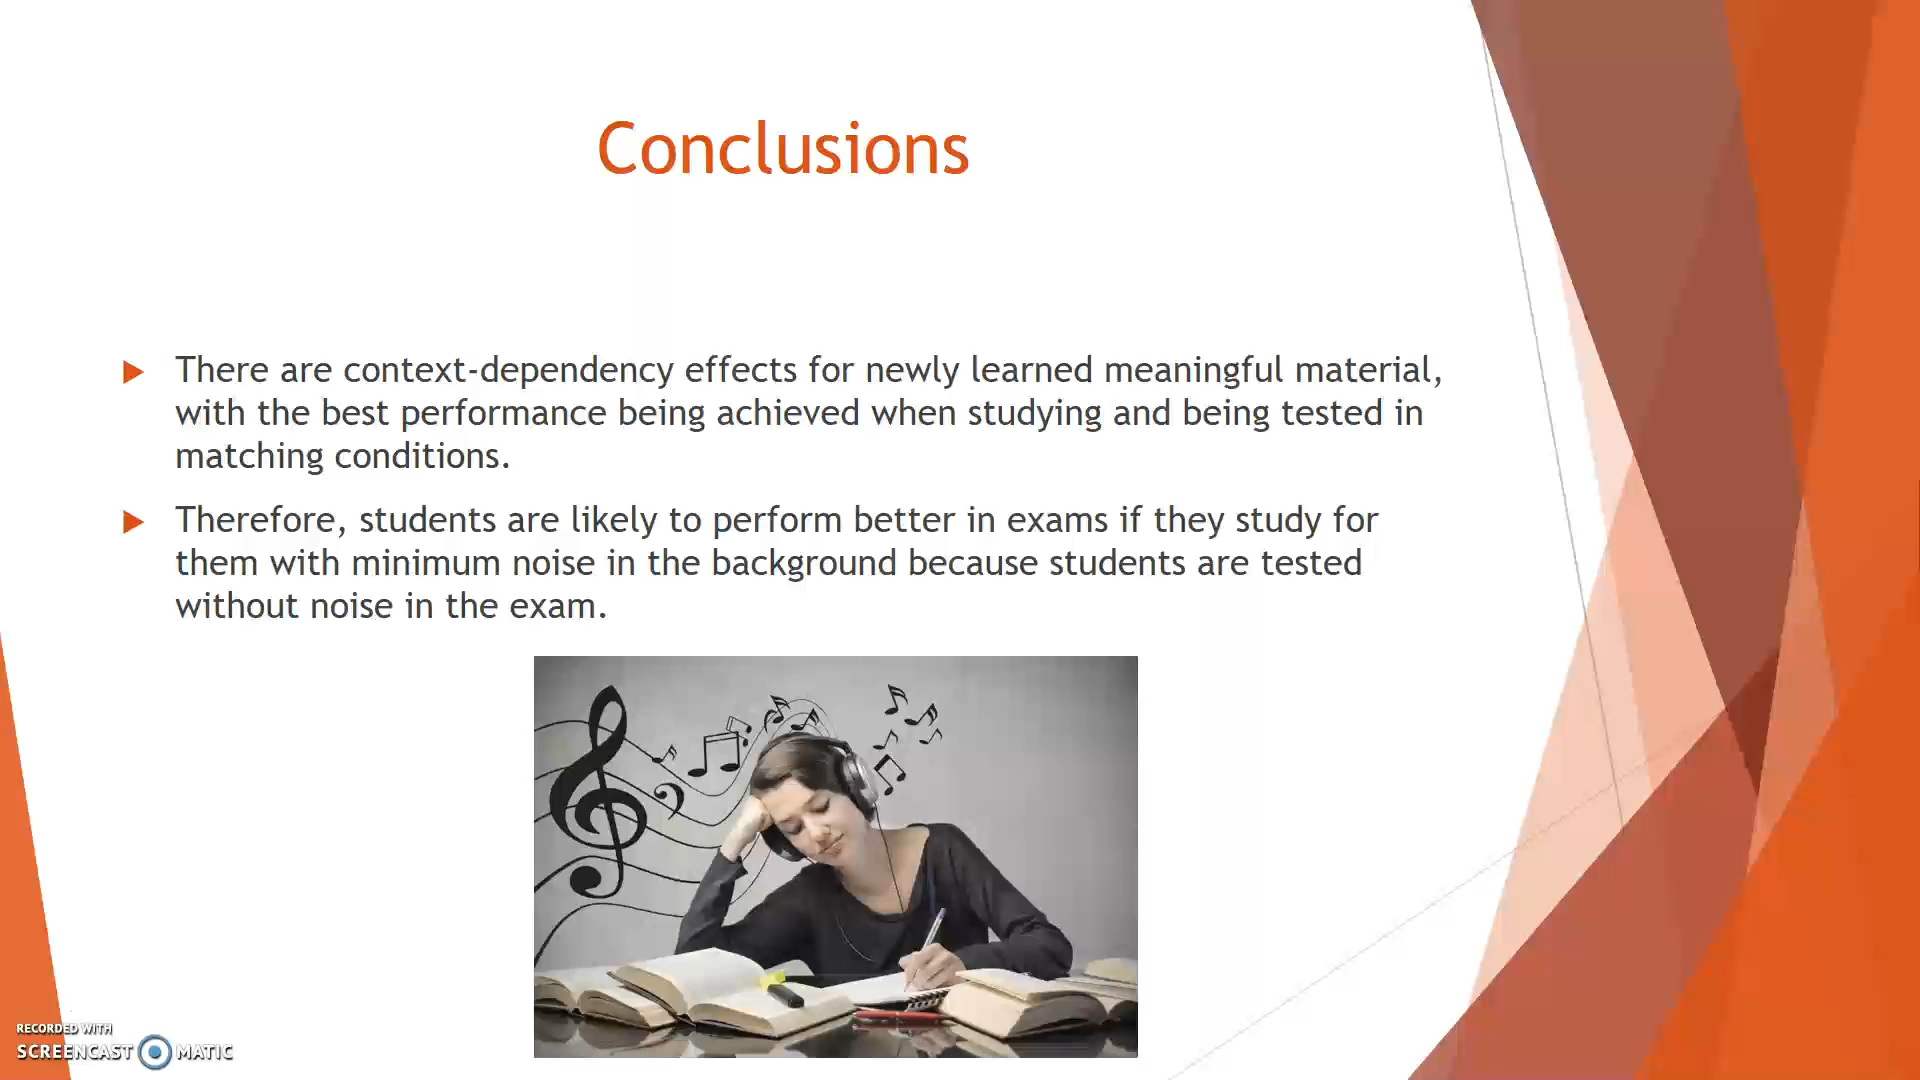 Conclusions
There are context-dependency effects for newly learned meaningful material,
with the best performance being achieved when studying and being tested in
matching conditions.
Therefore, students are likely to perform better in exams if they study for
them with minimum noise in the background because students are tested
without noise in the exam.
RECORDED WITH
SCREENCAST MATIC